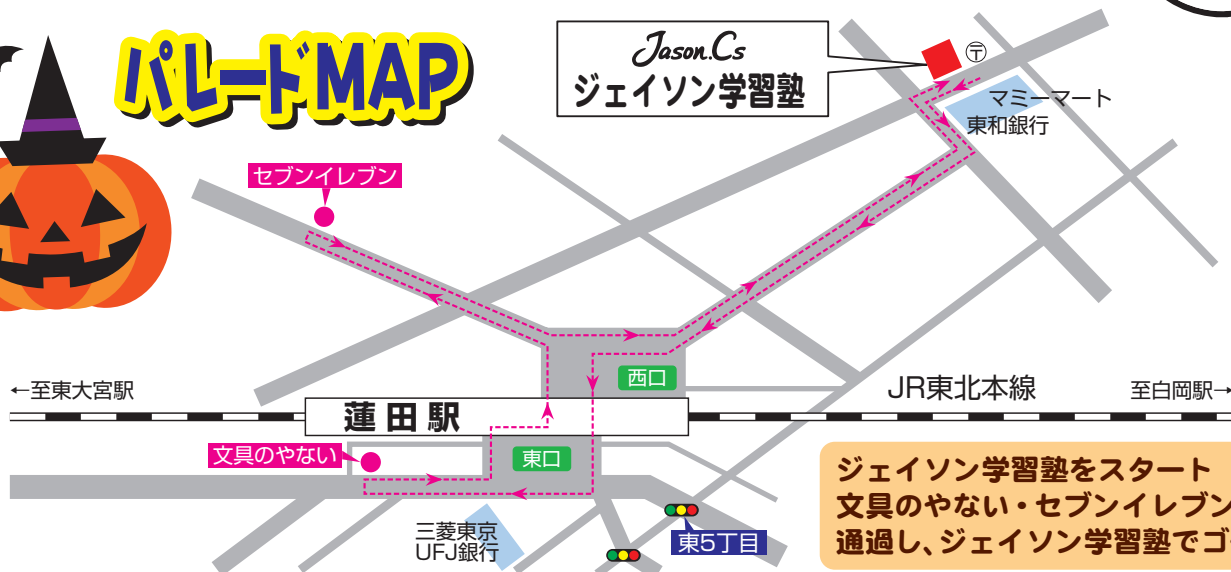 パレードMAP
Jason.Cs
ジェイソン学習塾
〒
マミーマート
東和銀行
セブンイレブン
西口
←至東大宮駅
JR東北本線
至白岡駅→
蓮田駅
文具のやない
東口
三菱東京
UFJ銀行
東5丁目
ジェイソン学習塾をスタート
文具のやない・セブンイレブン
通過し、ジェイソン学習塾でゴ